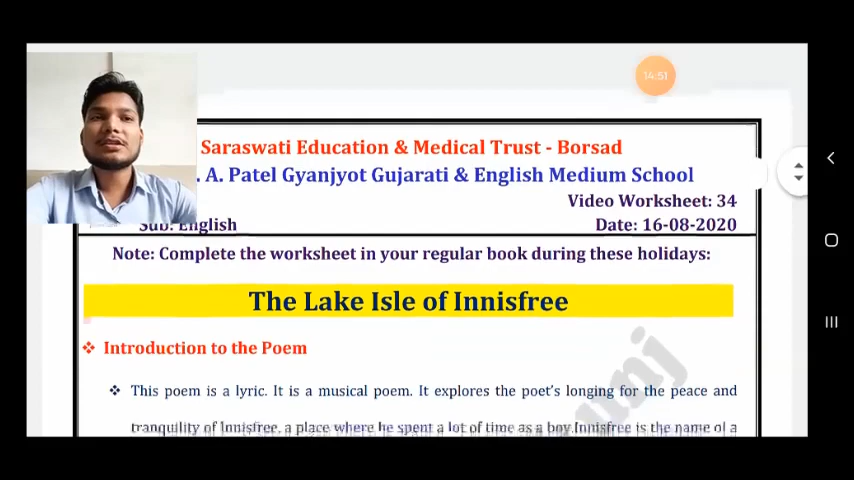 14:51
Saraswati Education & Medical Trust - Borsad
. A. Patel Gyanjyot Gujarati & English Medium School
Video Worksheet: 34
Sub: English
Date: 16-08-2020
Note: Complete the worksheet in your regular book during these holidays:
The Lake Isle of Innisfree
❖ Introduction to the Poem
❖ This poem is a lyric. It is a musical poem. It explores the poet's longing for the peace and
tranquility of Innisfree, a place where he spent a lot of time as a boy.Innisfree is the name of a